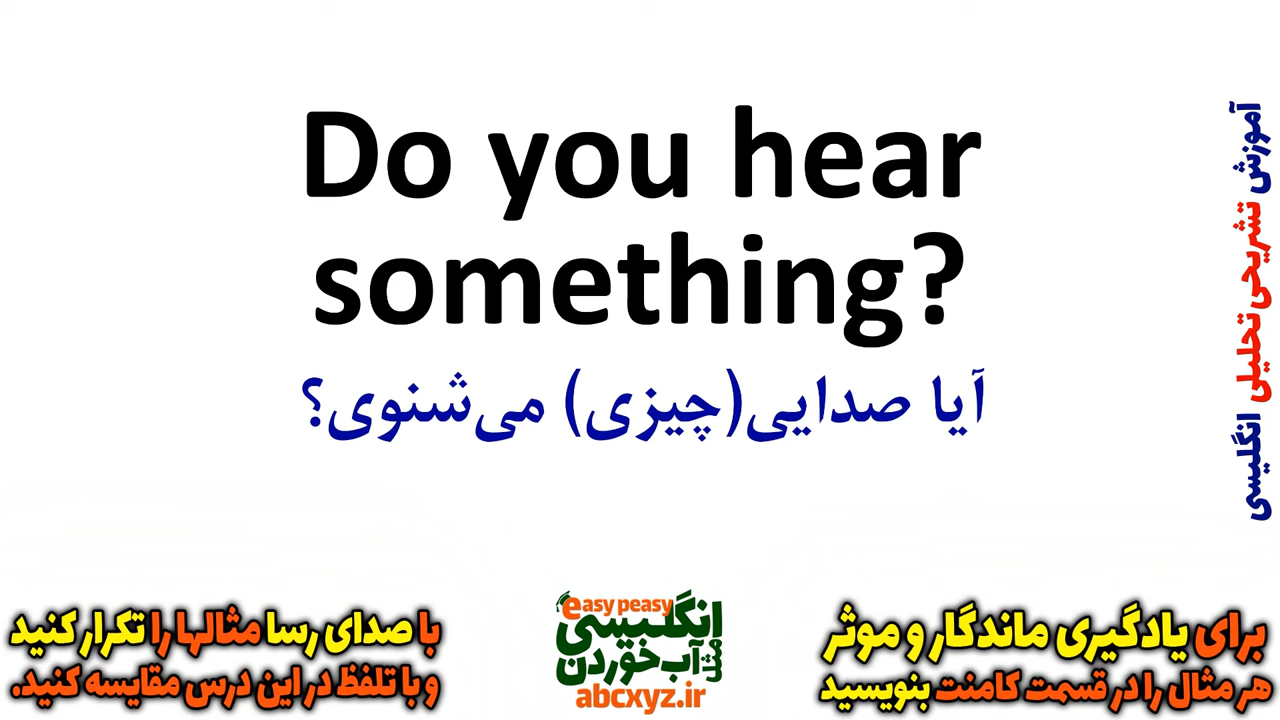 Do you hear
something?
آیا صدایی(چیزی) می‌شنوی؟
آموزش تشریحی تحلیلی انگلیسی
برای یادگیری ماندگار و موثر
هر مثال را در قسمت کامنت بنویسید
easy peasy
انگلیسی
مثل آب خوردن
abcxyz.ir
با صدای رسا مثالها را تکرار کنید
و با تلفظ در این درس مقایسه کنید.